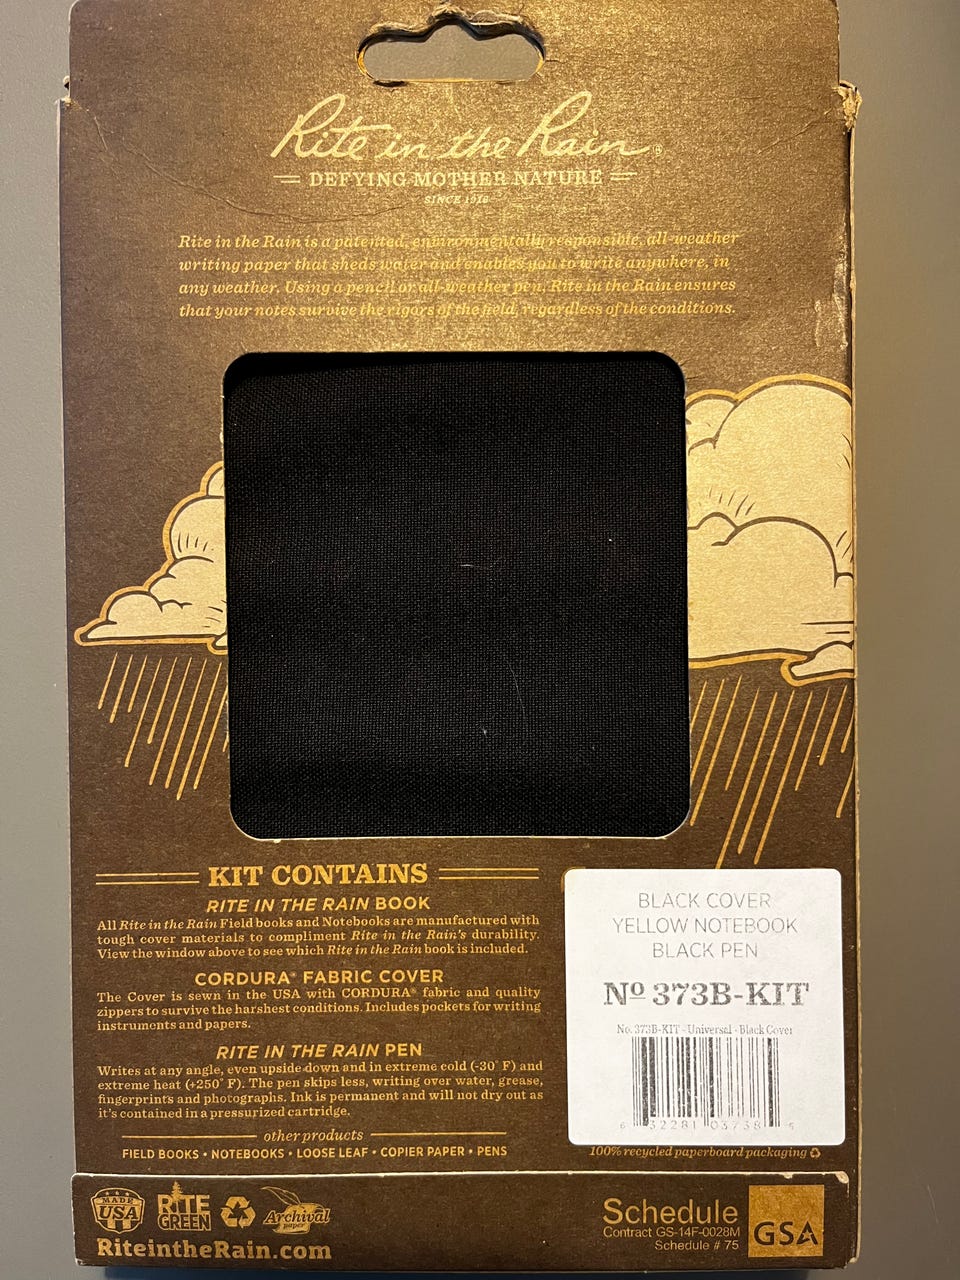 Rite in the Rain®
DEFYING MOTHER NATURE
SINCE 1916
Rite in the Rain is a patented, environmentally responsible, all-weather
writing paper that sheds water and enables you to write anywhere, in
any weather. Using a pencil or all-weather pen, Rite in the Rain ensures
that your notes survive the rigors of the field, regardless of the conditions.
KIT CONTAINS
RITE IN THE RAIN BOOK
All Rite in the Rain Field books and Notebooks are manufactured with
tough cover materials to compliment Rite in the Rain's durability.
View the window above to see which Rite in the Rain book is included.
CORDURA® FABRIC COVER
The Cover is sewn in the USA with CORDURA® fabric and quality
zippers to survive the harshest conditions. Includes pockets for writing
instruments and papers.
RITE IN THE RAIN PEN
Writes at any angle, even upside down and in extreme cold (-30° F) and
extreme heat (+250° F). The pen skips less, writing over water, grease,
fingerprints and photographs. Ink is permanent and will not dry out as
it's contained in a pressurized cartridge.
other products
FIELD BOOKS • NOTEBOOKS • LOOSE LEAF • COPIER PAPER • PENS
BLACK COVER
YELLOW NOTEBOOK
BLACK PEN
Nº 373B-KIT
No. 373B-KIT - Universal - Black Cover
6 32281 03738 5
100% recycled paperboard packaging
MADE
USA
RITE
GREEN
Archival
paper
RiteintheRain.com
Schedule
Contract GS-14F-0028M
Schedule # 75
GSA